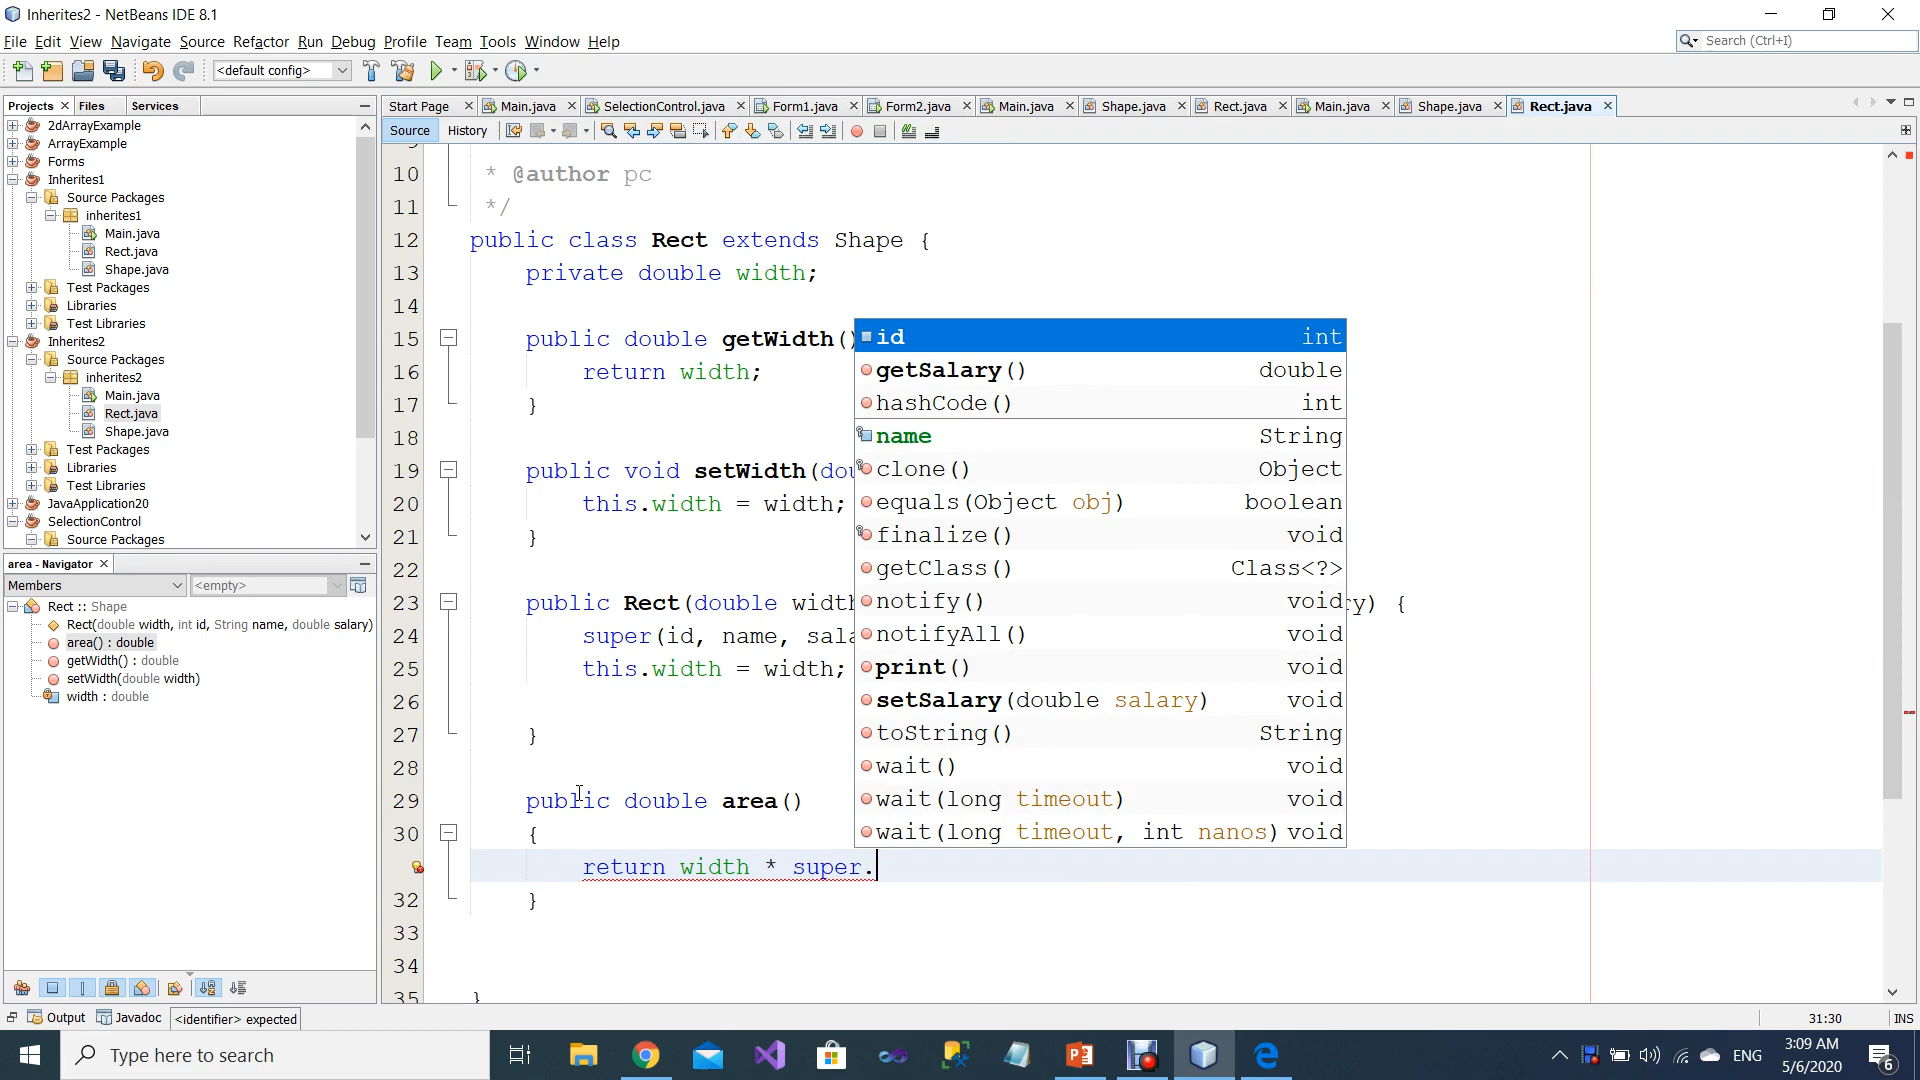 Inherites2 - NetBeans IDE 8.1
File Edit View Navigate Source Refactor Run Debug Profile Team Tools Window Help
Search (Ctrl+I)
<default config>
Projects Files Services
Start Page Main.java SelectionControl.java Form1.java Form2.java Main.java Shape.java Rect.java Main.java Shape.java Rect.java
Source History
2dArrayExample
ArrayExample
Forms
Inherites1
Source Packages
inherites1
Main.java
Rect.java
Shape.java
Test Packages
Libraries
Test Libraries
Inherites2
Source Packages
inherites2
Main.java
Rect.java
Shape.java
Test Packages
Libraries
Test Libraries
JavaApplication20
SelectionControl
Source Packages
area - Navigator
Members <empty>
Rect :: Shape
Rect(double width, int id, String name, double salary)
area() : double
getWidth() : double
setWidth(double width)
width : double
10 * @author pc
11 */
12 public class Rect extends Shape {
13 private double width;
14
15 public double getWidth()
16 return width;
17 }
18
19 public void setWidth(dou
20 this.width = width;
21 }
22
23 public Rect(double widt ry) {
24 super(id, name, sala
25 this.width = width;
26
27 }
28
29 public double area()
30 {
return width * super.
32 }
33
34
35 }
id int
getSalary() double
hashCode() int
name String
clone() Object
equals(Object obj) boolean
finalize() void
getClass() Class<?>
notify() void
notifyAll() void
print() void
setSalary(double salary) void
toString() String
wait() void
wait(long timeout) void
wait(long timeout, int nanos) void
Output Javadoc <identifier> expected
31:30 INS
Type here to search
ENG
3:09 AM
5/6/2020
6